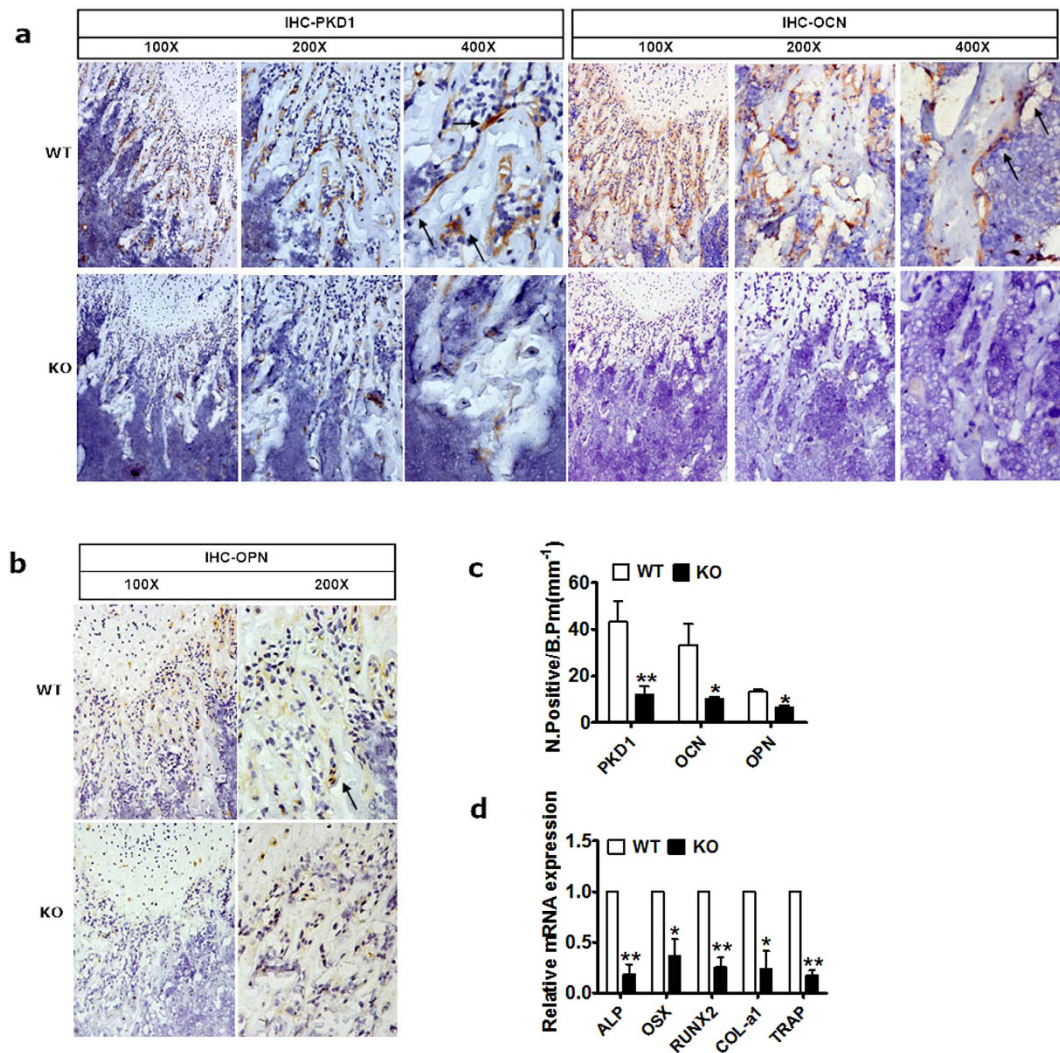 a
IHC-PKD1
IHC-OCN
100X 200X 400X 100X 200X 400X
WT
KO
b
IHC-OPN
100X 200X
WT
KO
c
WT KO
N.Positive/B.Pm(mm⁻¹)
60
40
20
0
** * *
PKD1 OCN OPN
d
WT KO
Relative mRNA expression
1.5
1.0
0.5
0.0
** * ** * **
ALP OSX RUNX2 COL-a1 TRAP